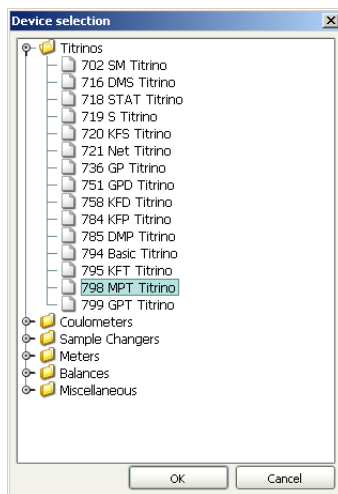 Device selection
Titrinos
702 SM Titrino
716 DMS Titrino
718 STAT Titrino
719 S Titrino
720 KFS Titrino
721 Net Titrino
736 GP Titrino
751 GPD Titrino
758 KFD Titrino
784 KFP Titrino
785 DMP Titrino
794 Basic Titrino
795 KFT Titrino
798 MPT Titrino
799 GPT Titrino
Coulometers
Sample Changers
Meters
Balances
Miscellaneous
OK Cancel